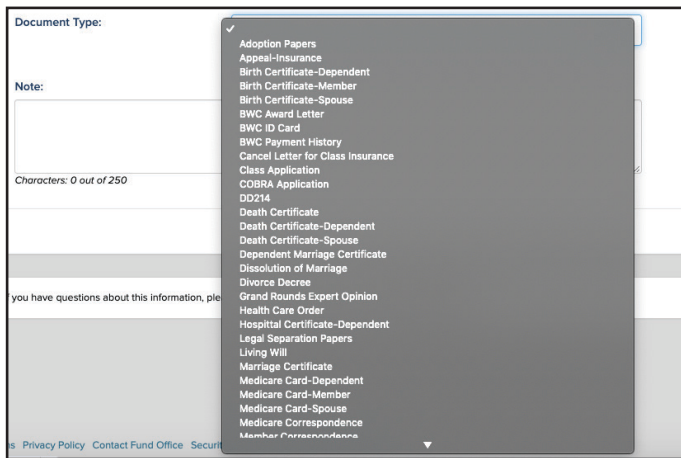 Document Type:
✓
Adoption Papers
Appeal-Insurance
Birth Certificate-Dependent
Birth Certificate-Member
Birth Certificate-Spouse
BWC Award Letter
BWC ID Card
BWC Payment History
Cancel Letter for Class Insurance
Class Application
COBRA Application
DD214
Death Certificate
Death Certificate-Dependent
Death Certificate-Spouse
Dependent Marriage Certificate
Dissolution of Marriage
Divorce Decree
Grand Rounds Expert Opinion
Health Care Order
Hospittal Certificate-Dependent
Legal Separation Papers
Living Will
Marriage Certificate
Medicare Card-Dependent
Medicare Card-Member
Medicare Card-Spouse
Medicare Correspondence
Member Correspondence
▼
Note:
Characters: 0 out of 250
you have questions about this information, ple
Privacy Policy Contact Fund Office Securit